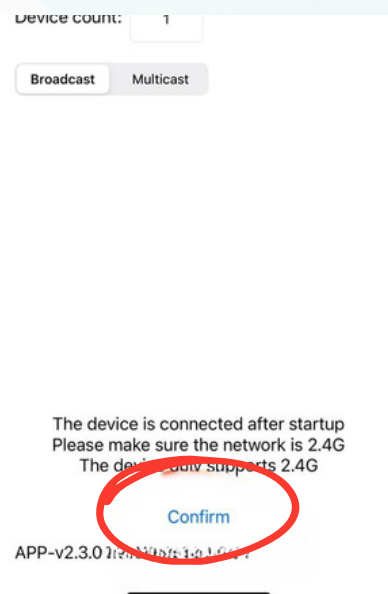 Device count: 1
Broadcast Multicast
The device is connected after startup
Please make sure the network is 2.4G
The device only supports 2.4G
Confirm
APP-v2.3.0